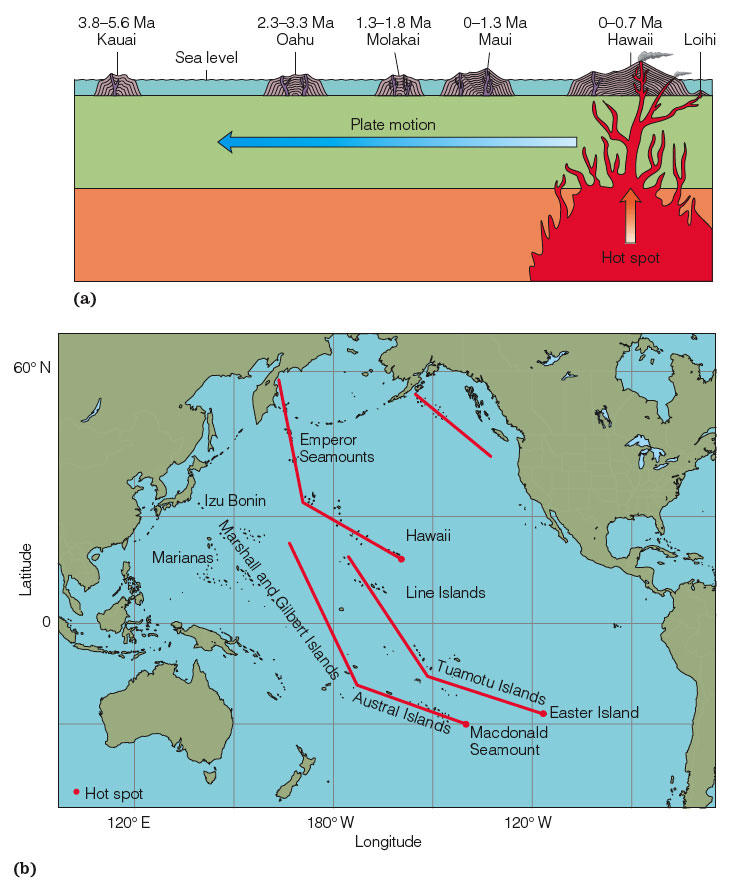 3.8–5.6 Ma
Kauai
2.3–3.3 Ma
Oahu
1.3–1.8 Ma
Molakai
0–1.3 Ma
Maui
0–0.7 Ma
Hawaii
Loihi
Sea level
Plate motion
Hot spot
(a)
60° N
Emperor
Seamounts
Izu Bonin
Hawaii
Marianas
Marshall and Gilbert Islands
Line Islands
Latitude
0
Tuamotu Islands
Easter Island
Austral Islands
Macdonald
Seamount
Hot spot
120° E
180° W
120° W
Longitude
(b)